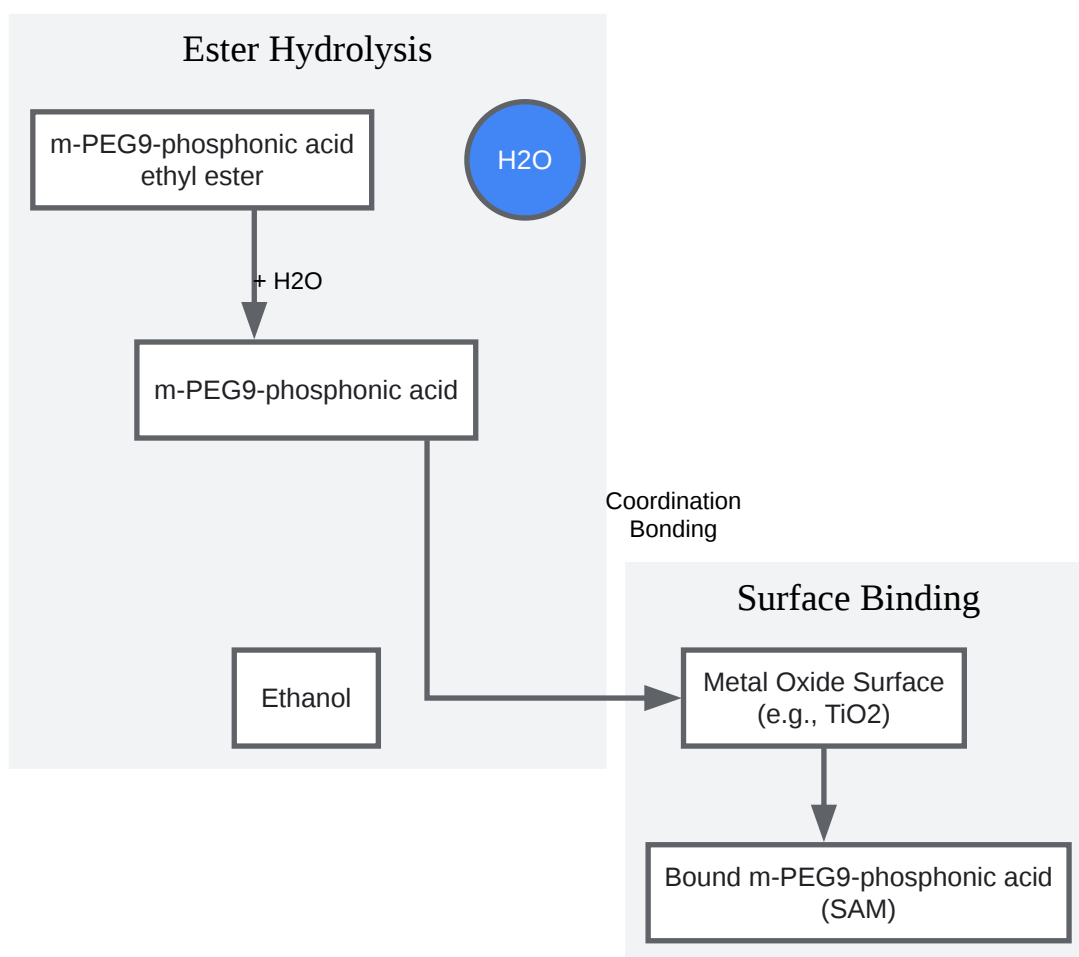 Ester Hydrolysis
m-PEG9-phosphonic acid
ethyl ester
H2O
+ H2O
m-PEG9-phosphonic acid
Coordination
Bonding
Surface Binding
Ethanol
Metal Oxide Surface
(e.g., TiO2)
Bound m-PEG9-phosphonic acid
(SAM)